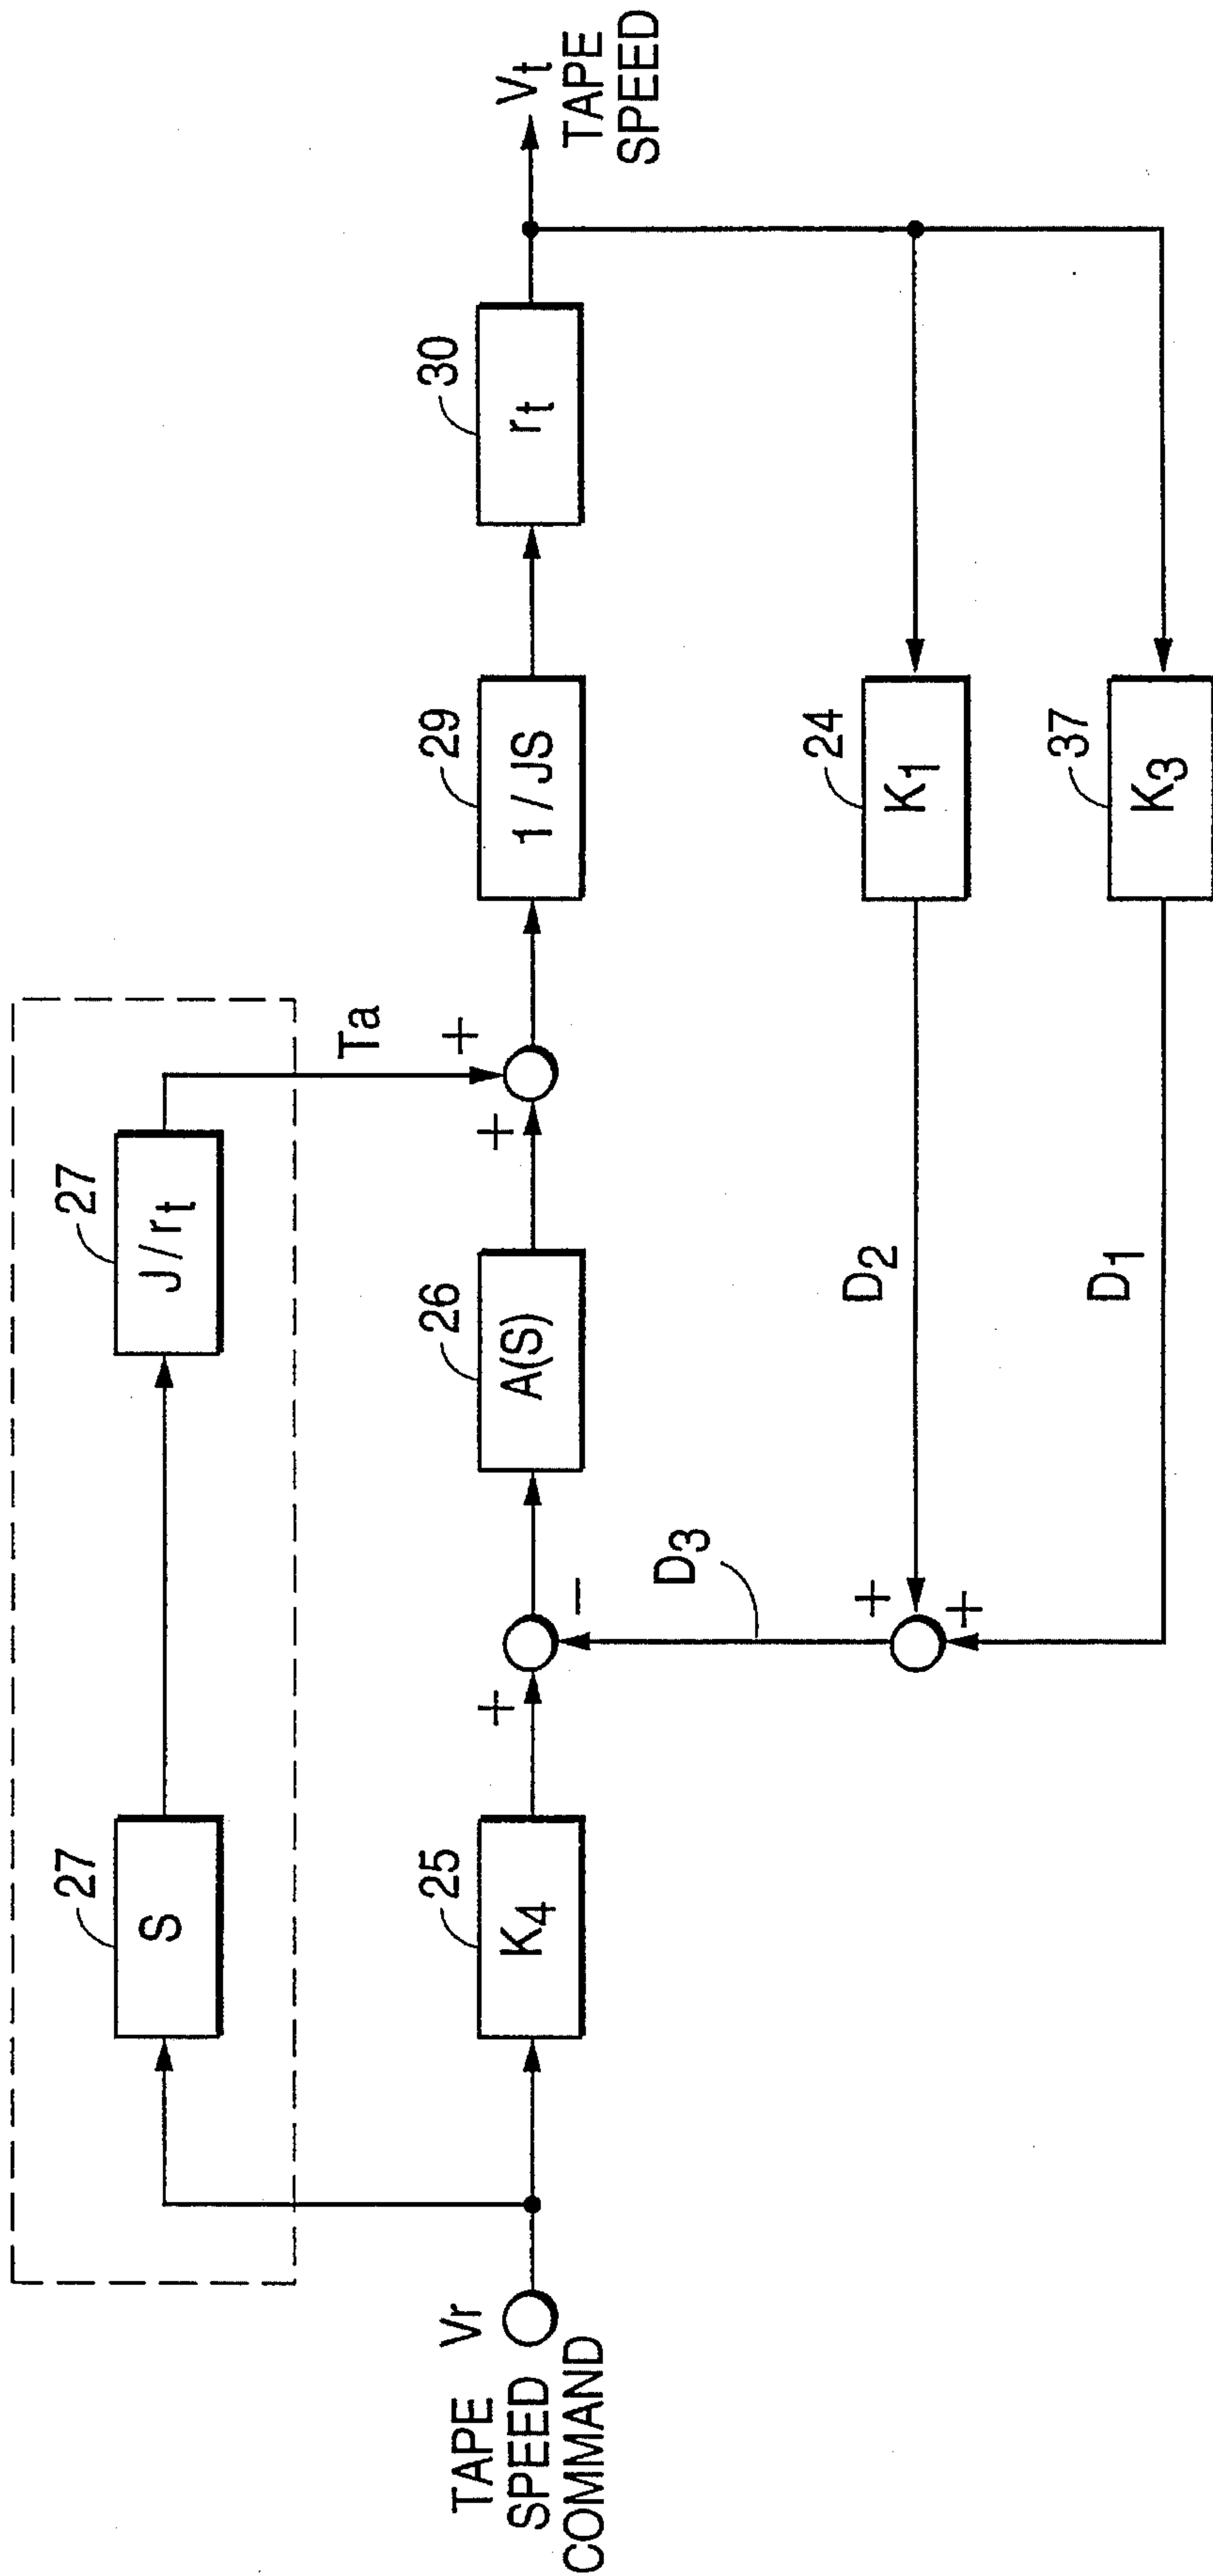 27
S
27
J / rt
Ta
TAPE Vr
SPEED
COMMAND
25
K4
+
-
26
A(S)
+
+
29
1 / JS
30
rt
Vt
TAPE
SPEED
D3
+
+
D2
24
K1
D1
37
K3